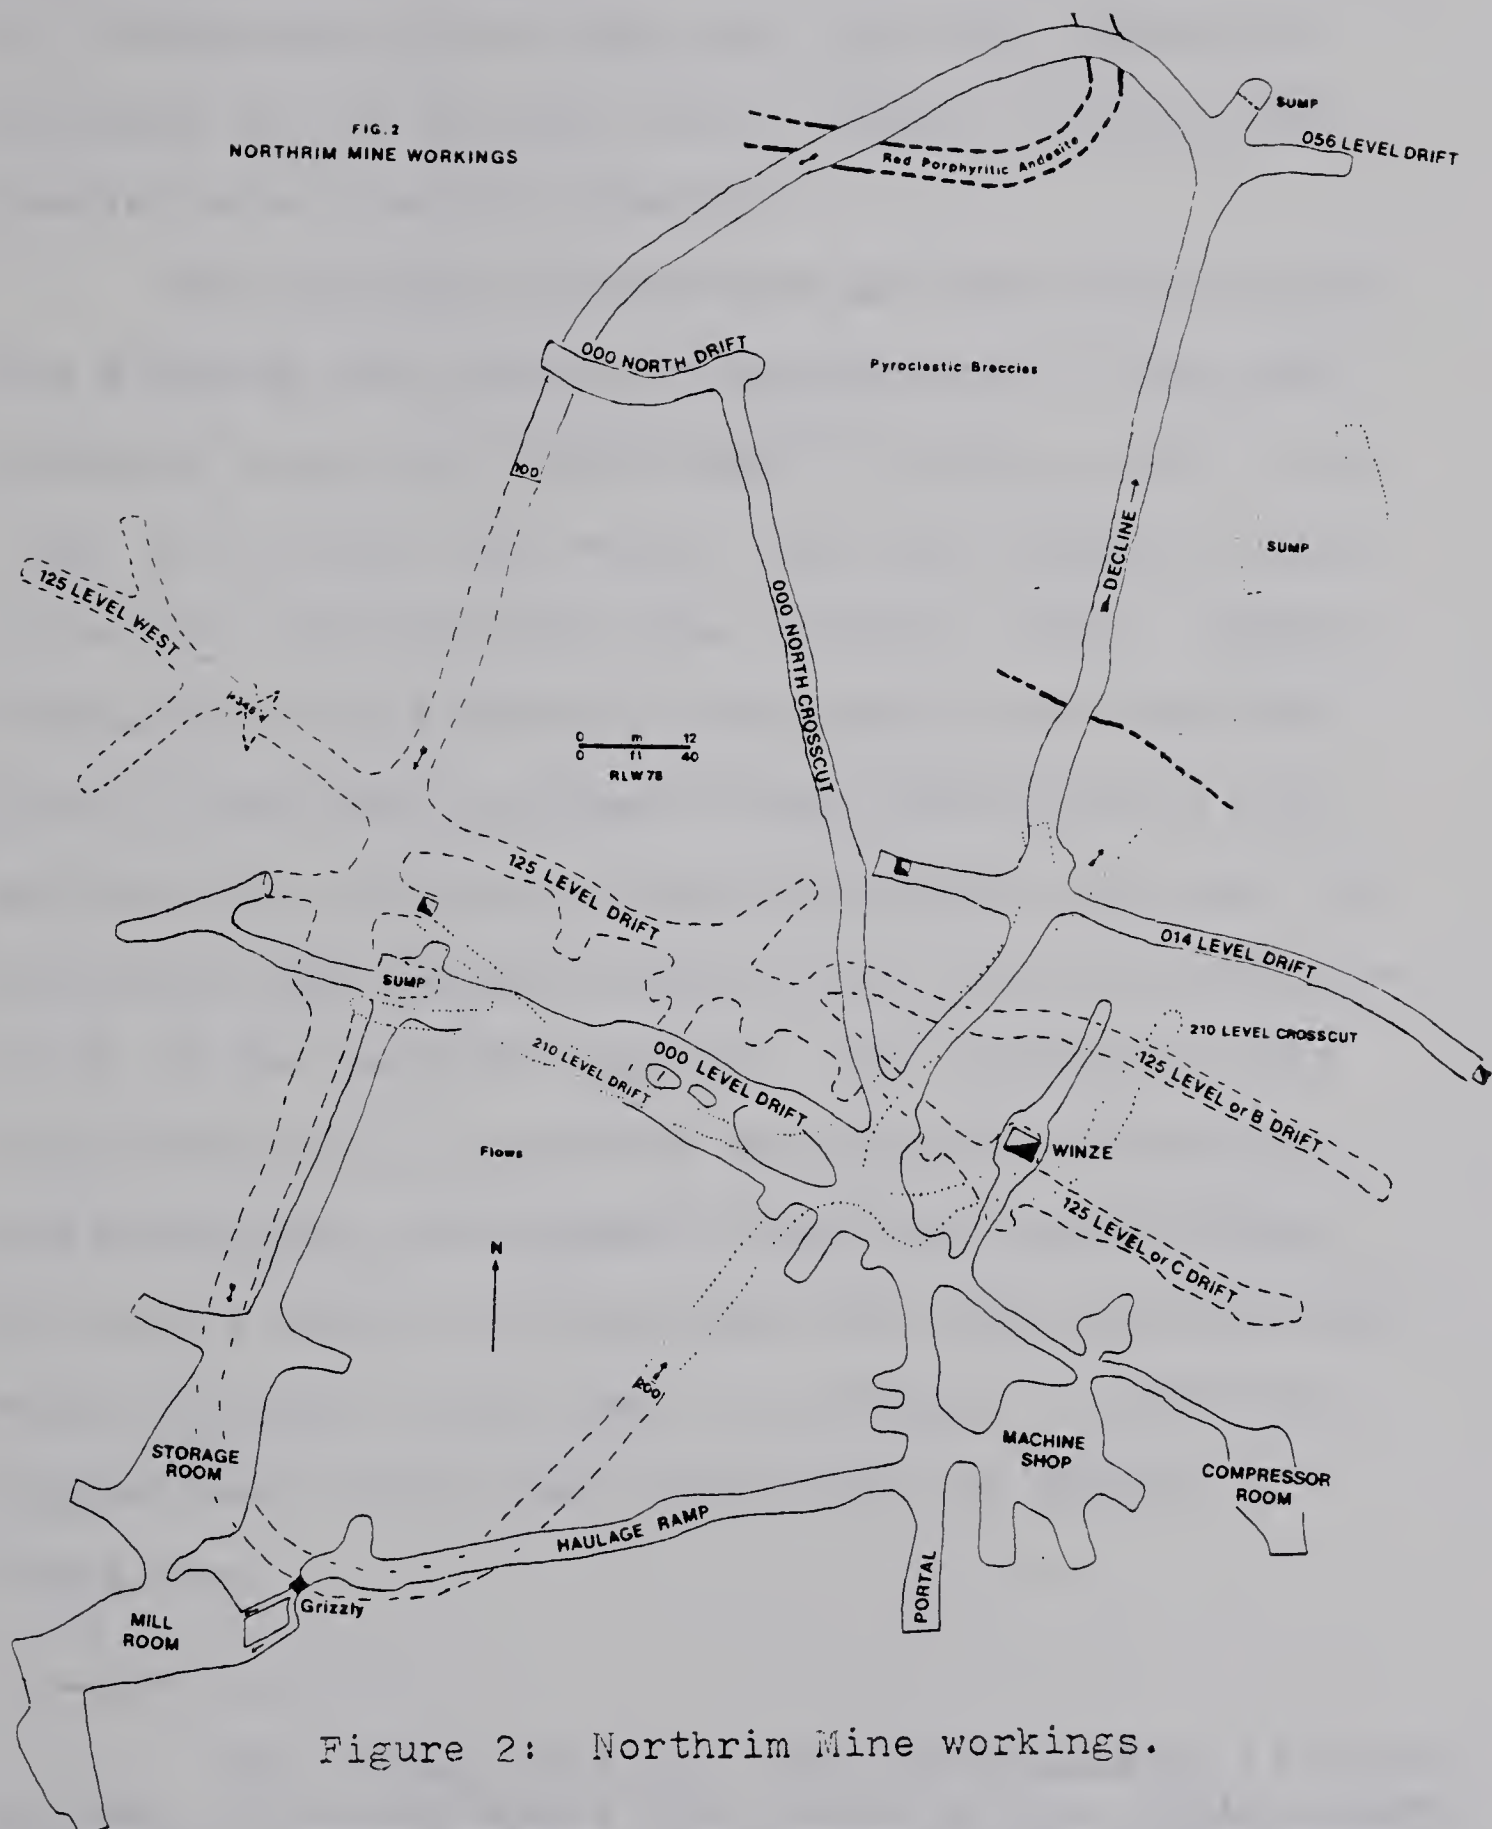 FIG. 2
NORTHRIM MINE WORKINGS
SUMP
056 LEVEL DRIFT
Red Porphyritic Andesite
000 NORTH DRIFT
Pyroclastic Breccies
100
DECLINE
SUMP
125 LEVEL WEST
000 NORTH CROSSCUT
0 m 12
0 ft 40
RLW 78
125 LEVEL DRIFT
014 LEVEL DRIFT
SUMP
210 LEVEL CROSSCUT
210 LEVEL DRIFT
000 LEVEL DRIFT
125 LEVEL or B DRIFT
Flows
WINZE
125 LEVEL or C DRIFT
N
200
STORAGE
ROOM
MACHINE
SHOP
COMPRESSOR
ROOM
HAULAGE RAMP
PORTAL
Grizzly
MILL
ROOM
Figure 2: Northrim Mine workings.